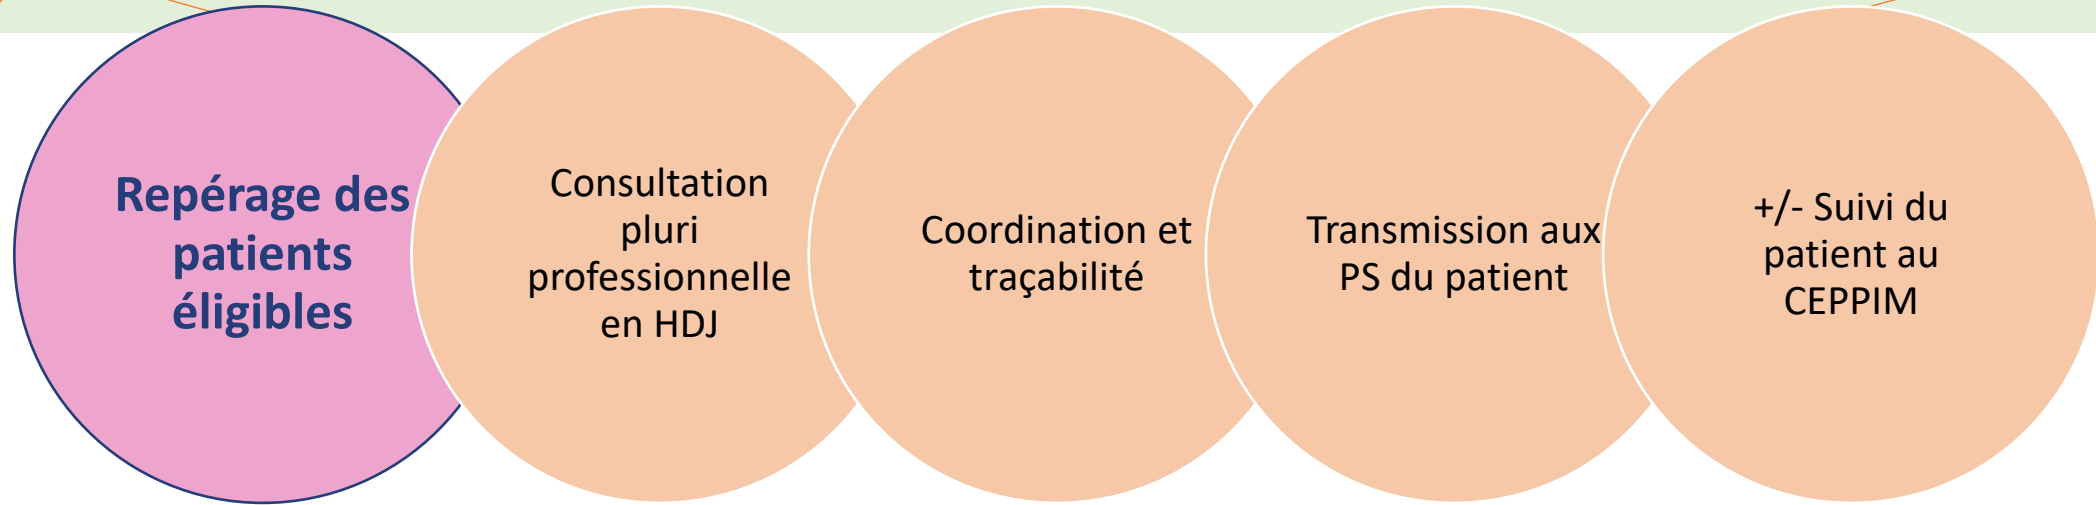 Repérage des
patients
éligibles
Consultation
pluri
professionnelle
en HDJ
Coordination et
traçabilité
Transmission aux
PS du patient
+/- Suivi du
patient au
CEPPIM